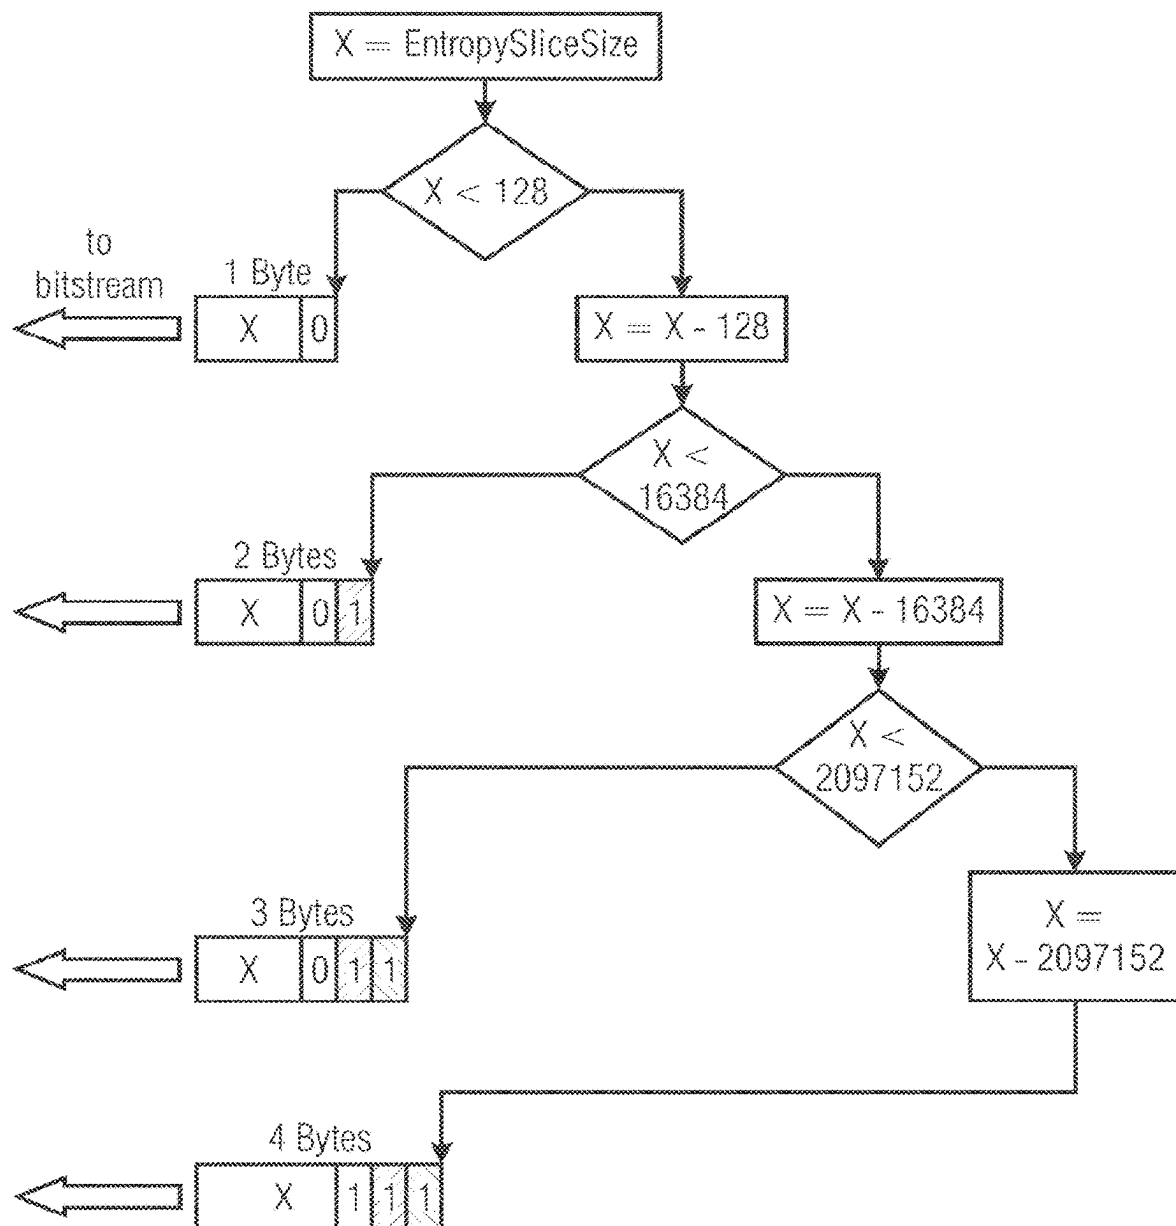 X = EntropySliceSize
X < 128
to
bitstream
1 Byte
X 0
X = X - 128
X <
16384
2 Bytes
X 0 1
X = X - 16384
X <
2097152
3 Bytes
X 0 1 1
X =
X - 2097152
4 Bytes
X 1 1 1